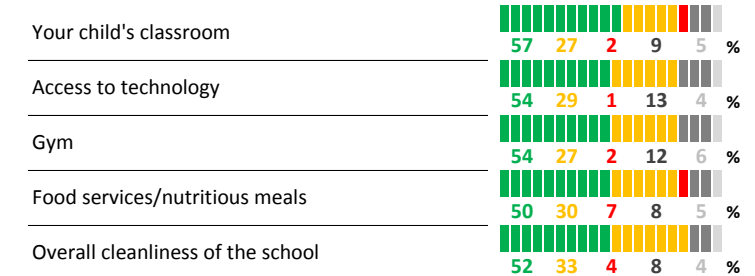 Your child's classroom
57 27 2 9 5 %
Access to technology
54 29 1 13 4 %
Gym
54 27 2 12 6 %
Food services/nutritious meals
50 30 7 8 5 %
Overall cleanliness of the school
52 33 4 8 4 %